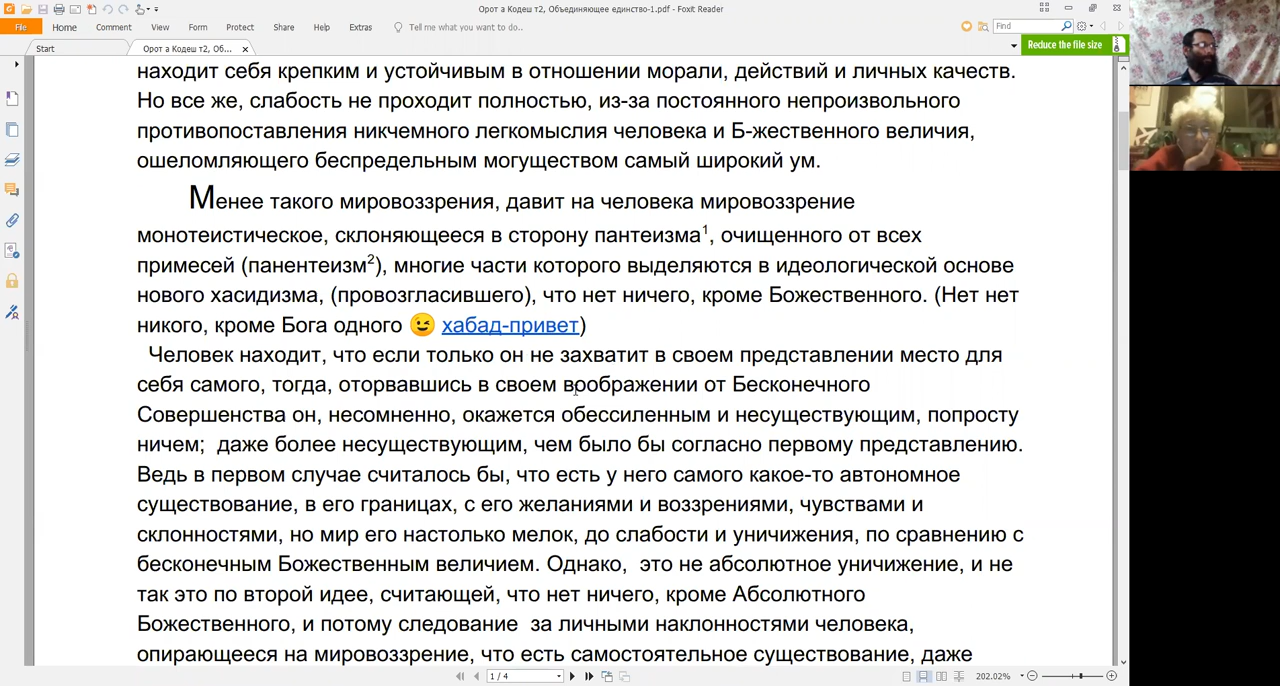 Орот а Кодеш т2, Объединяющее единство-1.pdf - Foxit Reader
File Home Comment View Form Protect Share Help Extras Tell me what you want to do.. Find
Start Орот а Кодеш т2, Об... Reduce the file size
находит себя крепким и устойчивым в отношении морали, действий и личных качеств.
Но все же, слабость не проходит полностью, из-за постоянного непроизвольного
противопоставления никчемного легкомыслия человека и Б-жественного величия,
ошеломляющего беспредельным могуществом самый широкий ум.
Менее такого мировоззрения, давит на человека мировоззрение
монотеистическое, склоняющееся в сторону пантеизма¹, очищенного от всех
примесей (панентеизм²), многие части которого выделяются в идеологической основе
нового хасидизма, (провозгласившего), что нет ничего, кроме Божественного. (Нет нет
никого, кроме Бога одного 😉 хабад-привет)
Человек находит, что если только он не захватит в своем представлении место для
себя самого, тогда, оторвавшись в своем воображении от Бесконечного
Совершенства он, несомненно, окажется обессиленным и несуществующим, попросту
ничем; даже более несуществующим, чем было бы согласно первому представлению.
Ведь в первом случае считалось бы, что есть у него самого какое-то автономное
существование, в его границах, с его желаниями и воззрениями, чувствами и
склонностями, но мир его настолько мелок, до слабости и уничижения, по сравнению с
бесконечным Божественным величием. Однако, это не абсолютное уничижение, и не
так это по второй идее, считающей, что нет ничего, кроме Абсолютного
Божественного, и потому следование за личными наклонностями человека,
опирающееся на мировоззрение, что есть самостоятельное существование, даже
1 / 4 202.02%